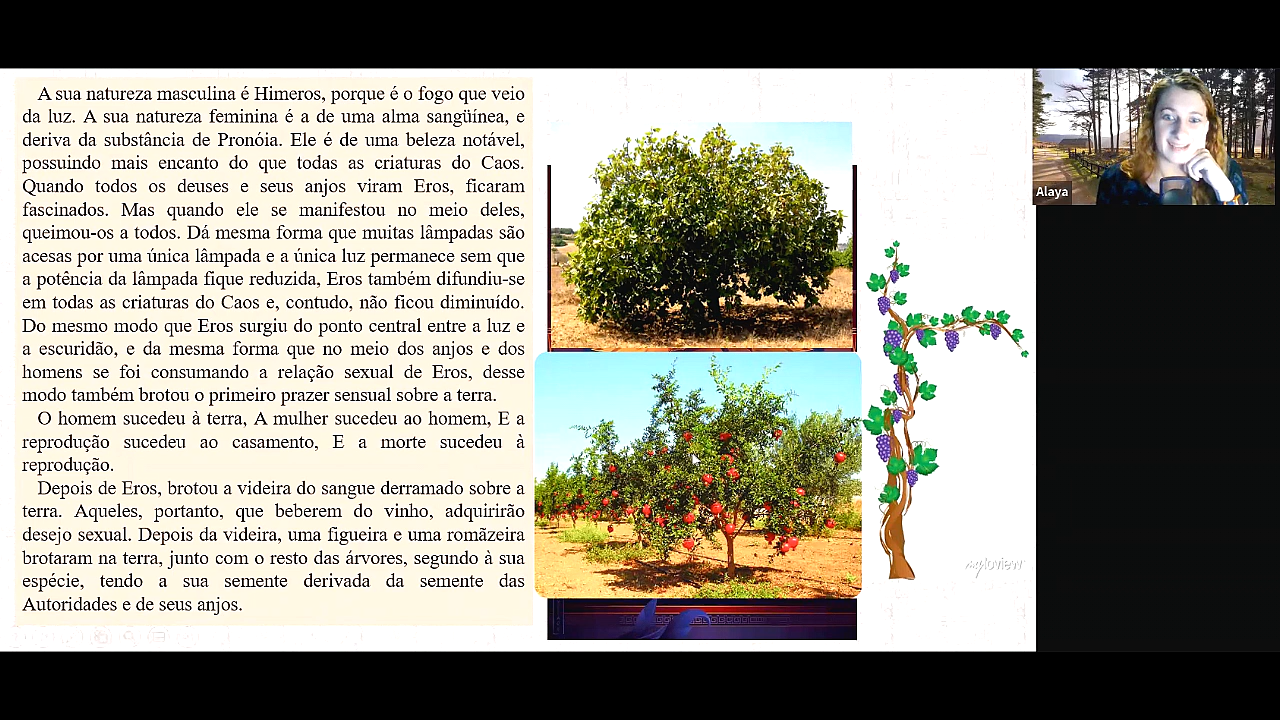 A sua natureza masculina é Himeros, porque é o fogo que veio
da luz. A sua natureza feminina é a de uma alma sangüínea, e
deriva da substância de Pronóia. Ele é de uma beleza notável,
possuindo mais encanto do que todas as criaturas do Caos.
Quando todos os deuses e seus anjos viram Eros, ficaram
fascinados. Mas quando ele se manifestou no meio deles,
queimou-os a todos. Dá mesma forma que muitas lâmpadas são
acesas por uma única lâmpada e a única luz permanece sem que
a potência da lâmpada fique reduzida, Eros também difundiu-se
em todas as criaturas do Caos e, contudo, não ficou diminuído.
Do mesmo modo que Eros surgiu do ponto central entre a luz e
a escuridão, e da mesma forma que no meio dos anjos e dos
homens se foi consumando a relação sexual de Eros, desse
modo também brotou o primeiro prazer sensual sobre a terra.
O homem sucedeu à terra, A mulher sucedeu ao homem, E a
reprodução sucedeu ao casamento, E a morte sucedeu à
reprodução.
Depois de Eros, brotou a videira do sangue derramado sobre a
terra. Aqueles, portanto, que beberem do vinho, adquirirão
desejo sexual. Depois da videira, uma figueira e uma romãzeira
brotaram na terra, junto com o resto das árvores, segundo à sua
espécie, tendo a sua semente derivada da semente das
Autoridades e de seus anjos.
myloview
Alaya